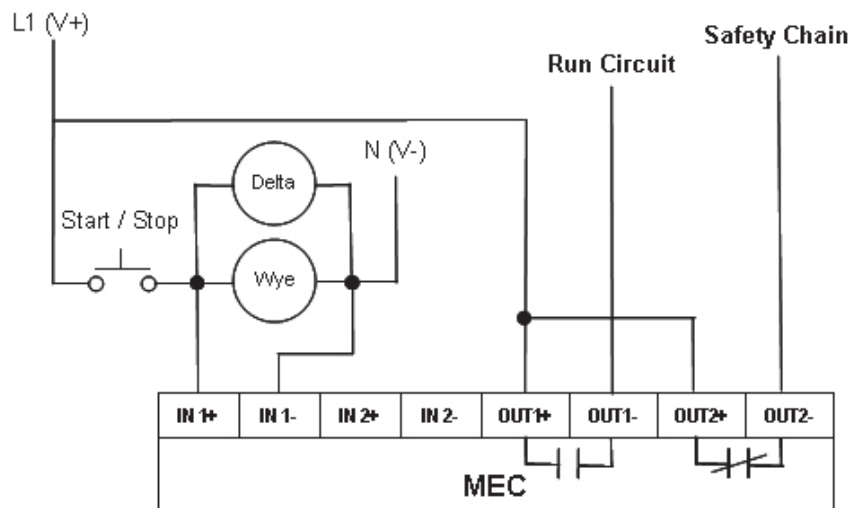 L1 (V+)
Safety Chain
Run Circuit
N (V-)
Delta
Start / Stop
Wye
IN 1+ IN 1- IN 2+ IN 2- OUT1+ OUT1- OUT2+ OUT2-
MEC